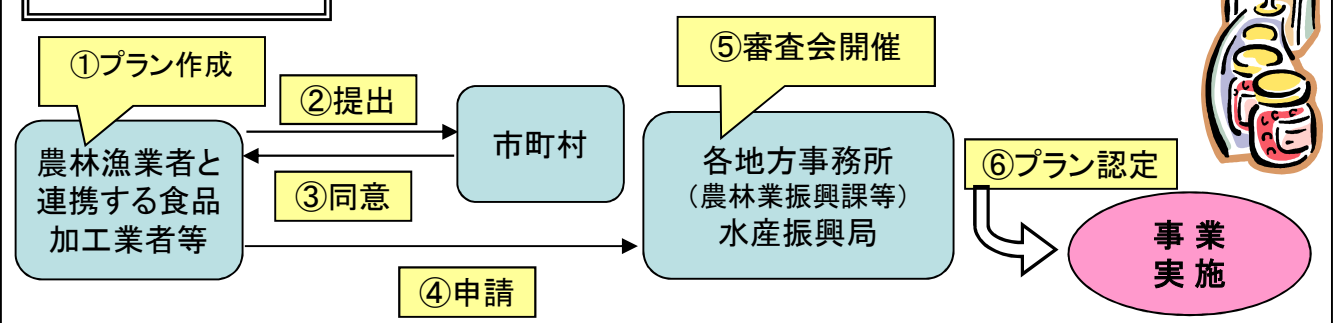 ①プラン作成
②提出
③同意
④申請
⑤審査会開催
⑥プラン認定
農林漁業者と
連携する食品
加工業者等
市町村
各地方事務所
（農林業振興課等）
水産振興局
事 業
実 施